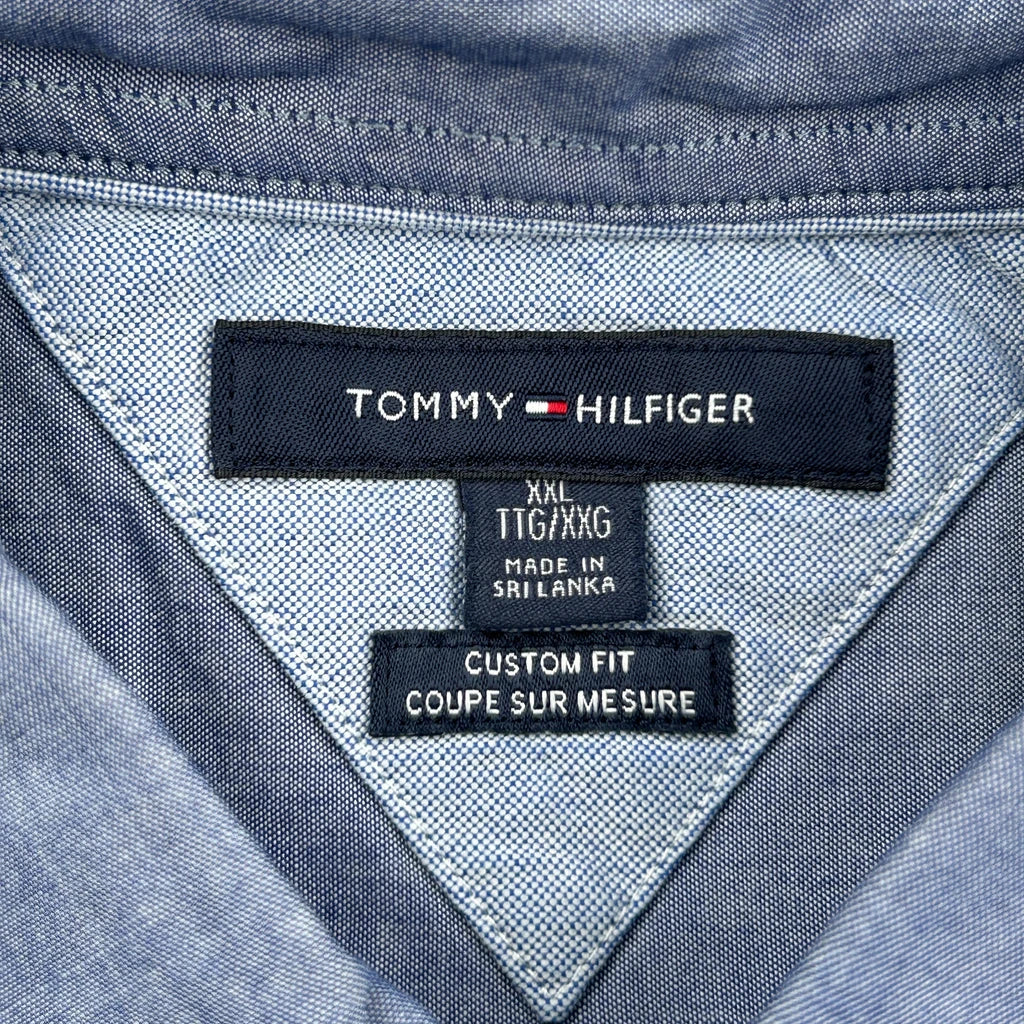 TOMMY HILFIGER
XXL
TTG/XXG
MADE IN
SRI LANKA
CUSTOM FIT
COUPE SUR MESURE